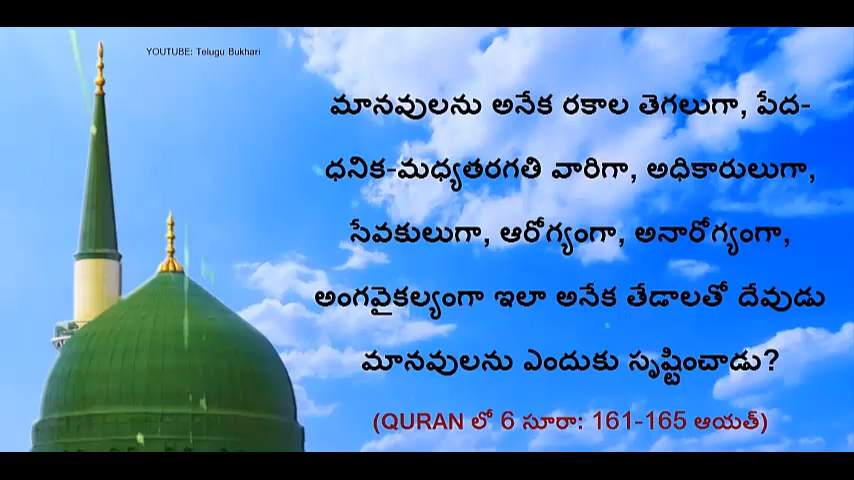 YOUTUBE: Telugu Bukhari
మానవులను అనేక రకాల తెగలుగా, పేద-
ధనిక-మధ్యతరగతి వారిగా, అధికారులుగా,
సేవకులుగా, ఆరోగ్యంగా, అనారోగ్యంగా,
అంగవైకల్యంగా ఇలా అనేక తేడాలతో దేవుడు
మానవులను ఎందుకు సృష్టించాడు?
(QURAN లో 6 సూరా: 161-165 ఆయత్)